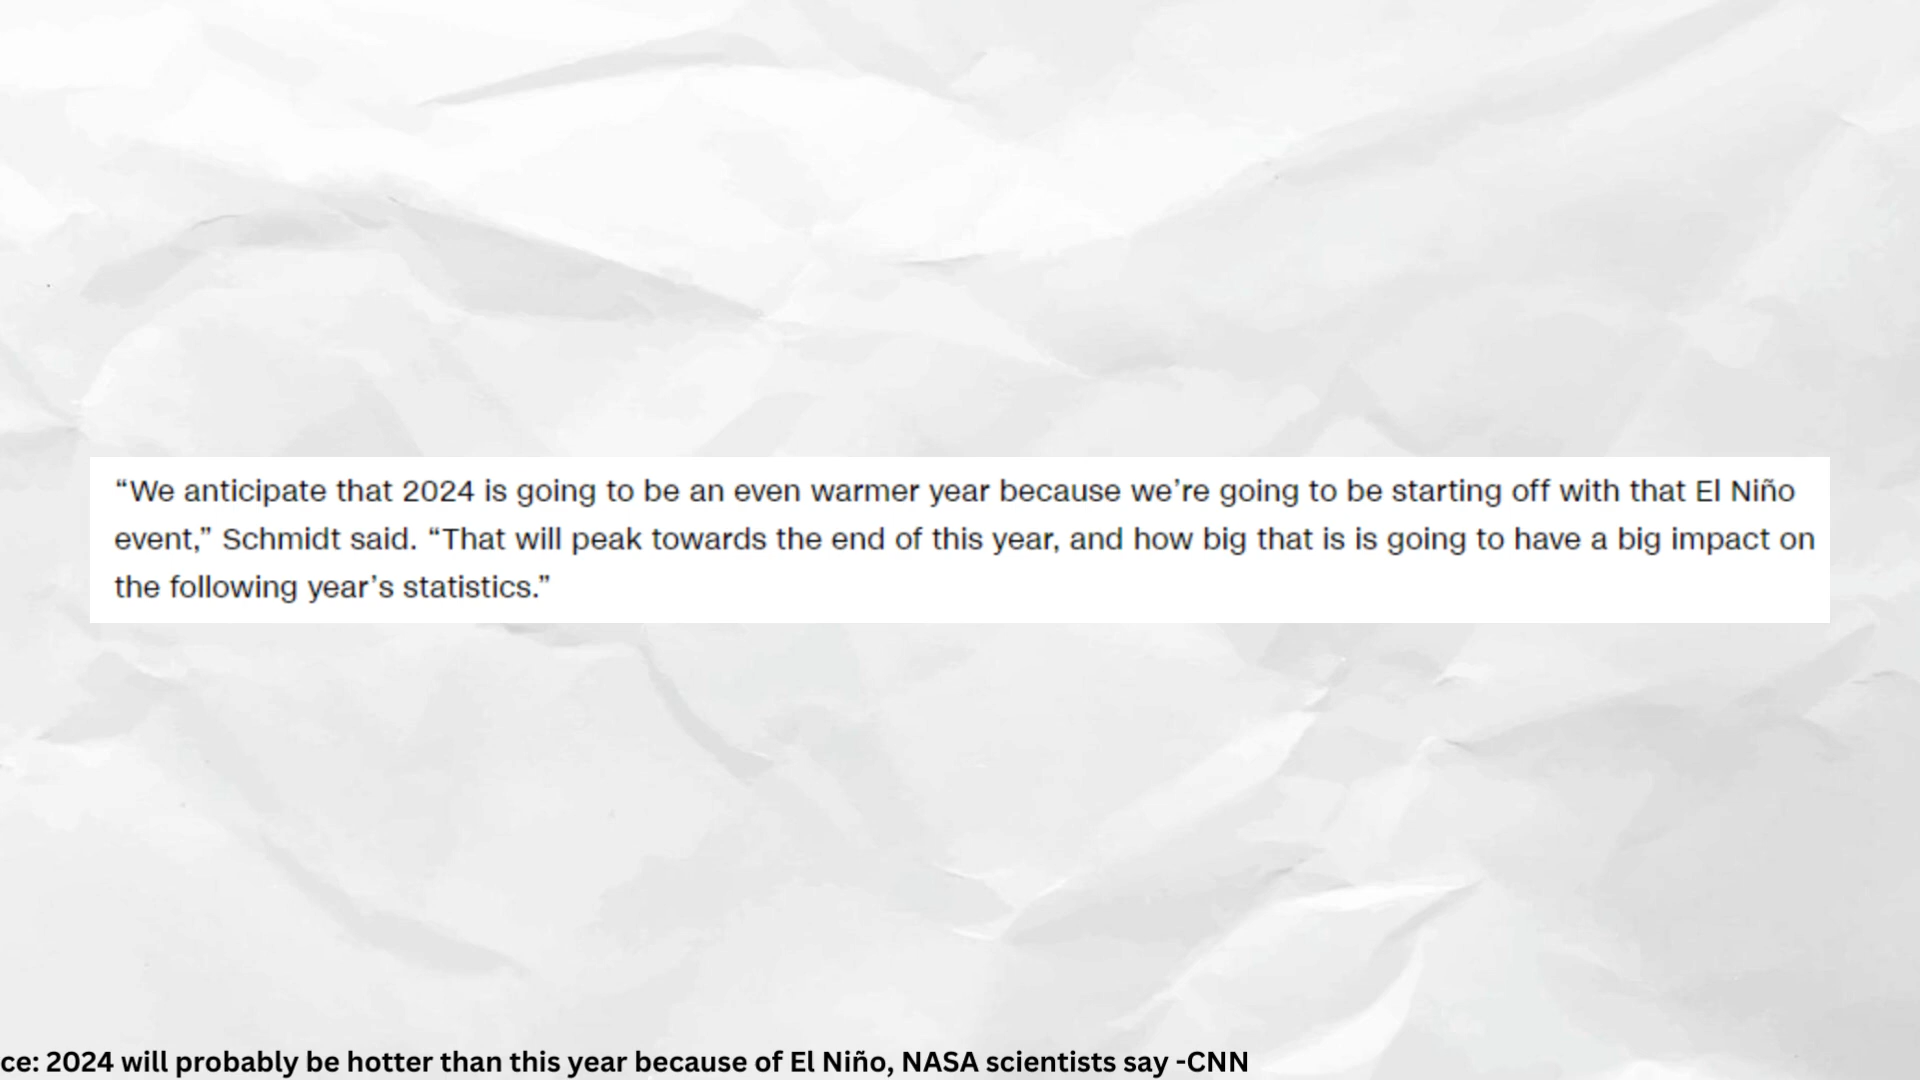 “We anticipate that 2024 is going to be an even warmer year because we’re going to be starting off with that El Niño
event,” Schmidt said. “That will peak towards the end of this year, and how big that is is going to have a big impact on
the following year’s statistics.”
ce: 2024 will probably be hotter than this year because of El Niño, NASA scientists say -CNN